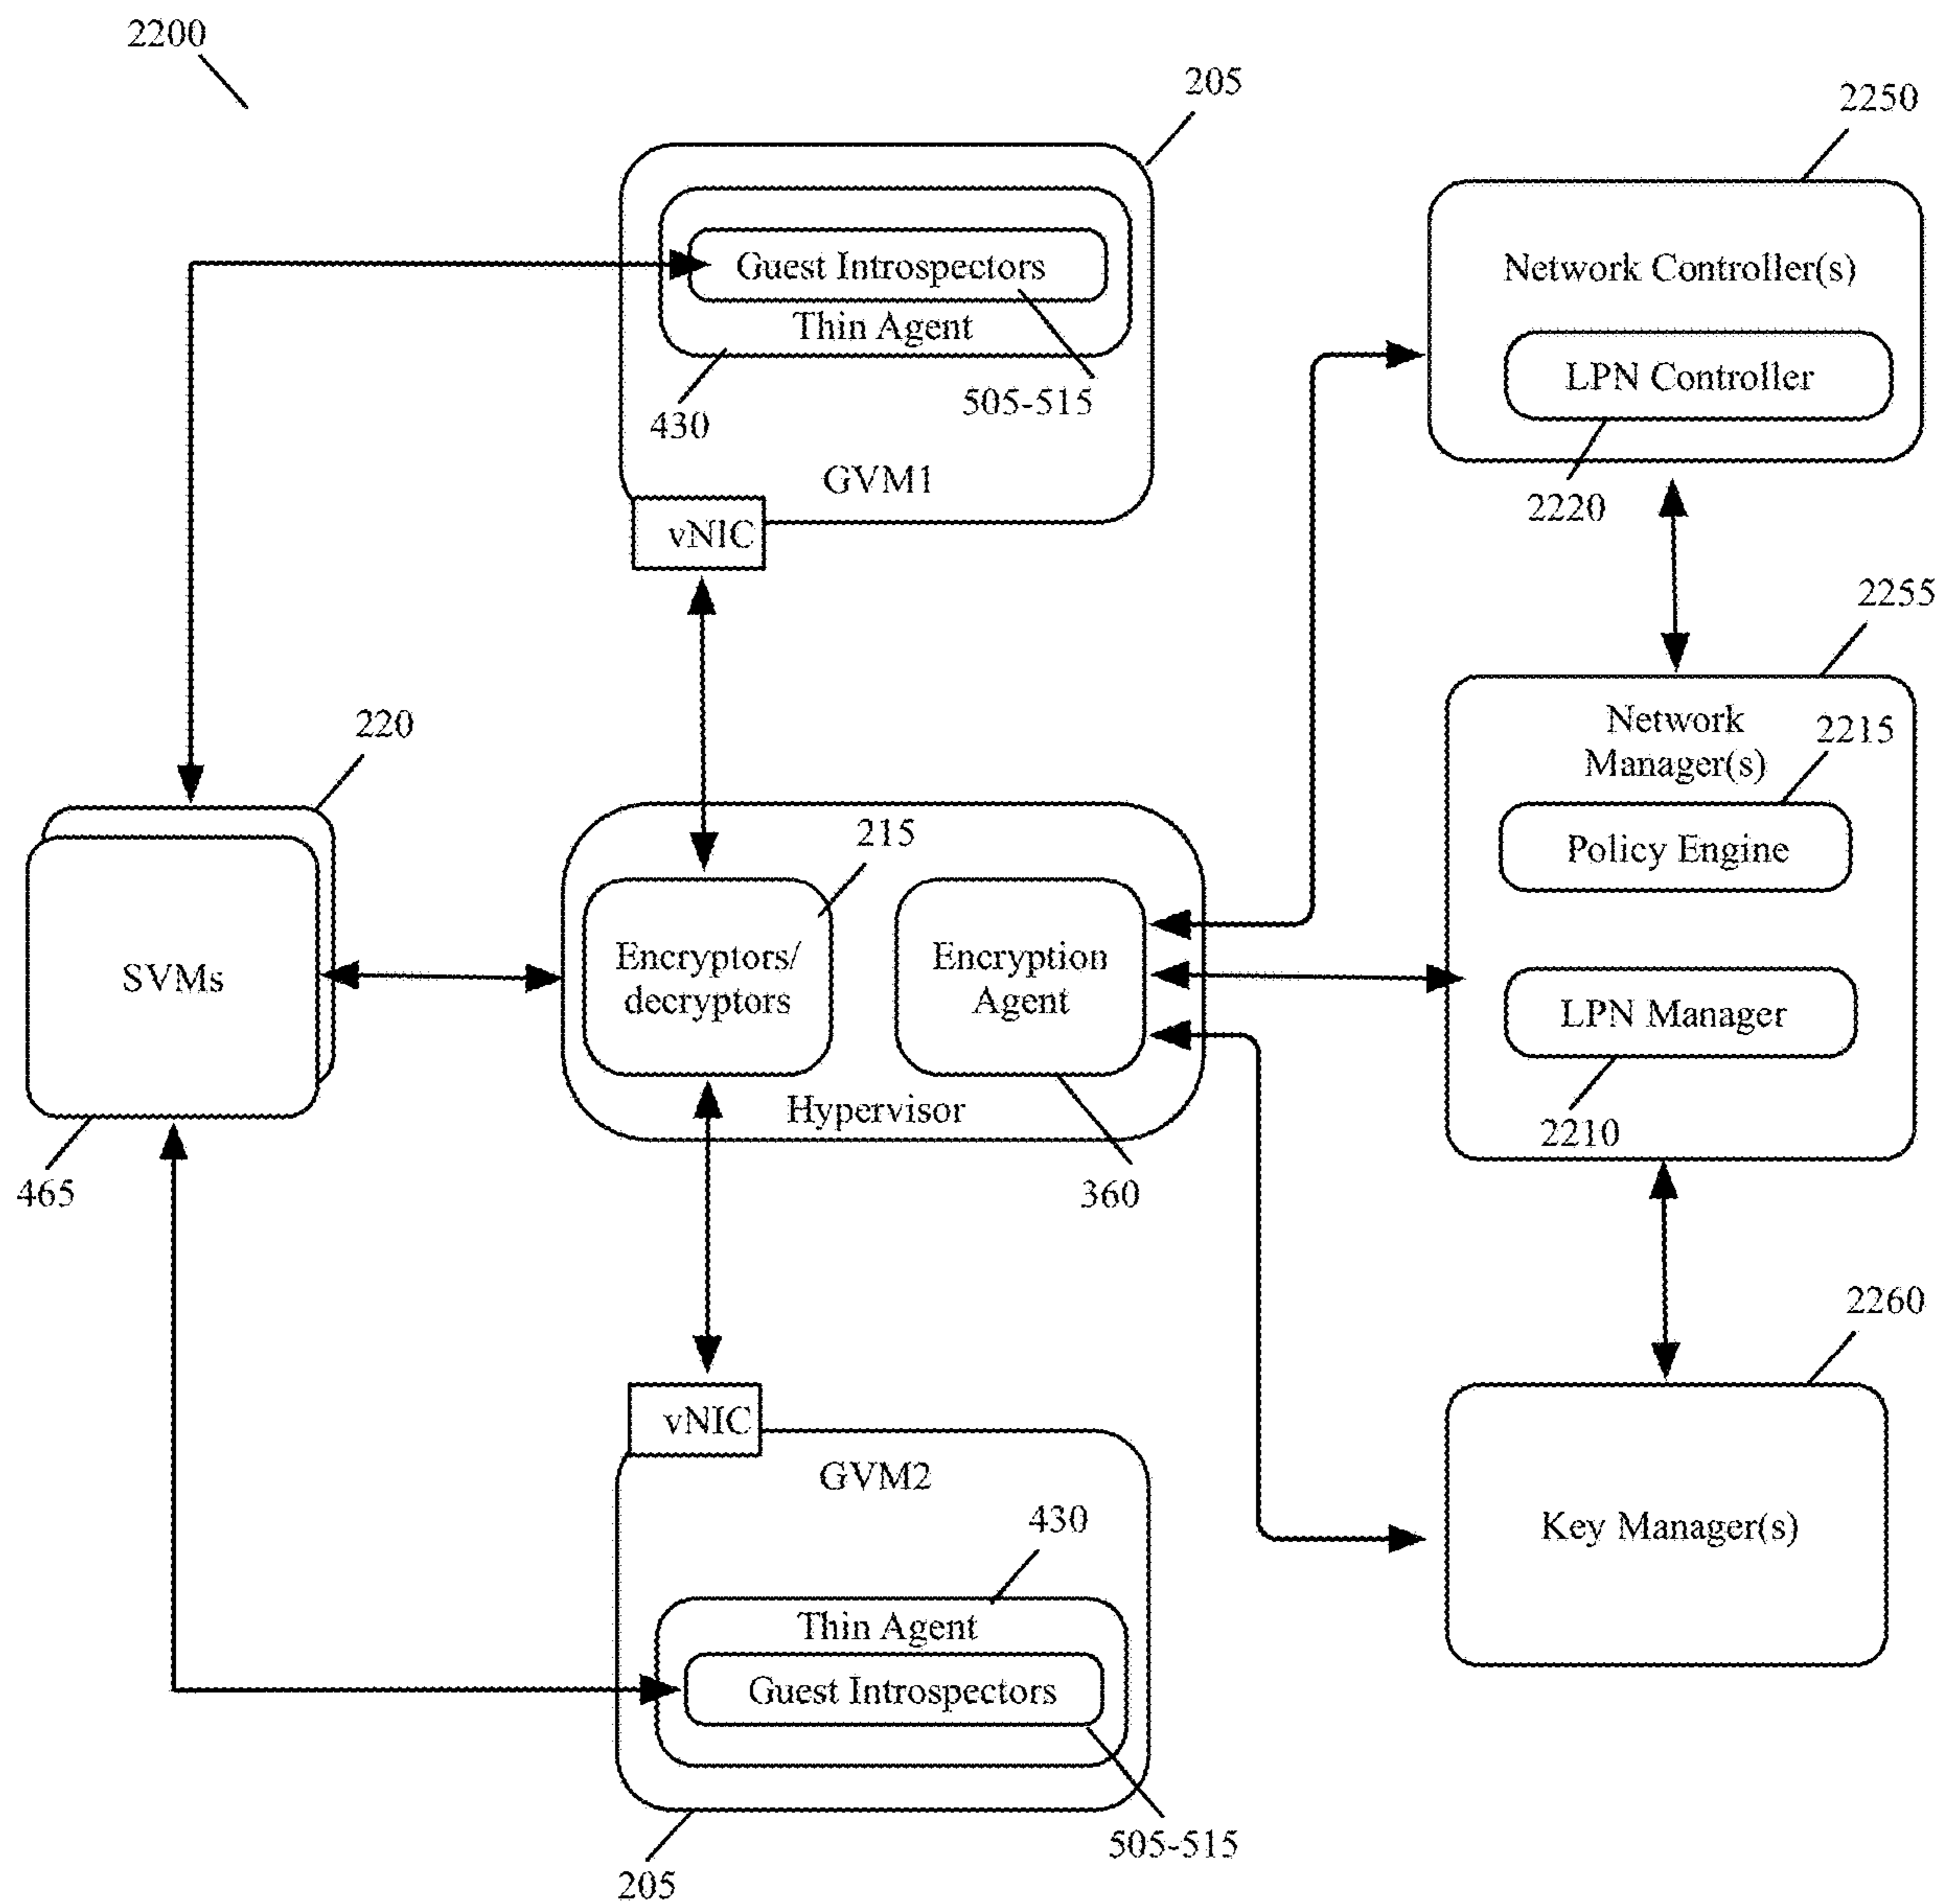 2200
205
2250
Guest Introspectors
Thin Agent
430
505-515
GVM1
vNIC
Network Controller(s)
LPN Controller
2220
2255
Network
Manager(s)
2215
Policy Engine
LPN Manager
2210
220
SVMs
465
215
Encryptors/
decryptors
Encryption
Agent
Hypervisor
360
2260
Key Manager(s)
vNIC
GVM2
430
Thin Agent
Guest Introspectors
505-515
205